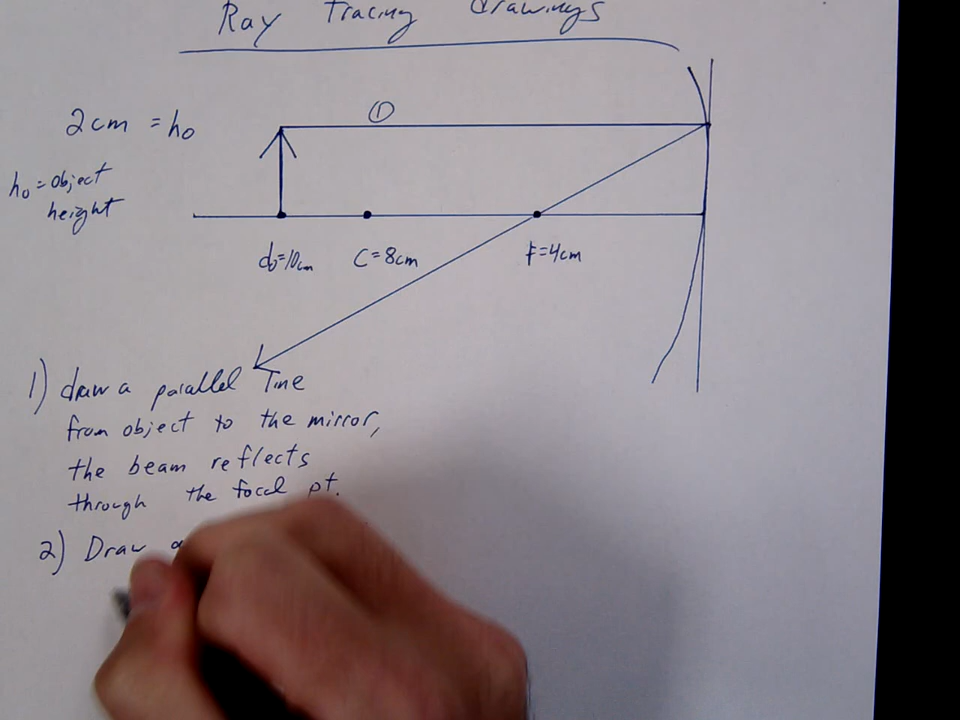 Ray Tracing drawings
①
2cm = ho
ho = object
height
do=10cm C=8cm F=4cm
1) draw a parallel line
from object to the mirror,
the beam reflects
through the focal pt.
2) Draw a